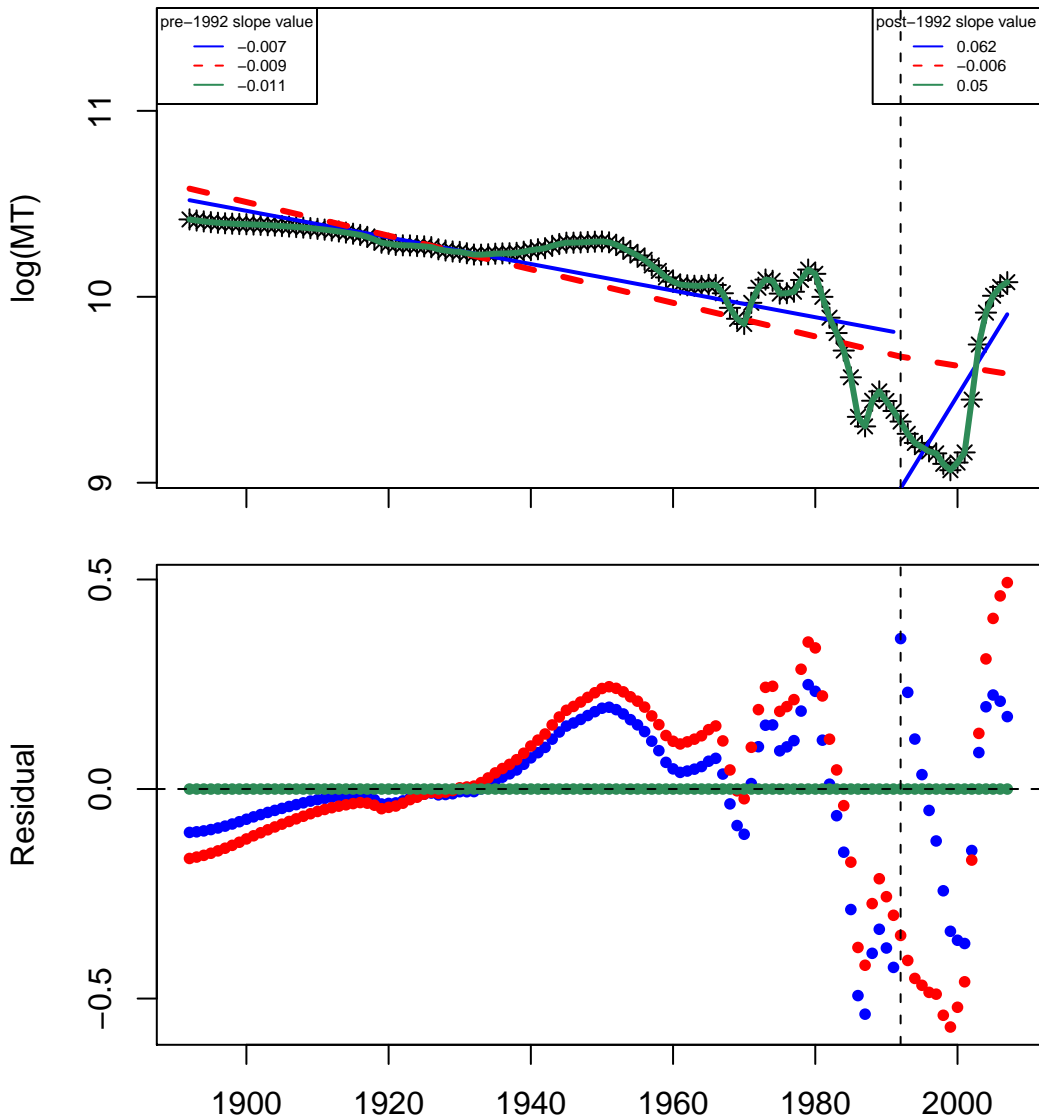 pre−1992 slope value
−0.007
−0.009
−0.011
post−1992 slope value
0.062
−0.006
0.05
log(MT)
11
10
9
Residual
0.5
0.0
−0.5
1900 1920 1940 1960 1980 2000